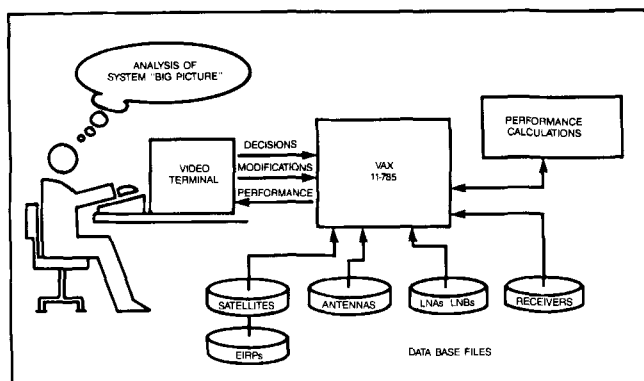 ANALYSIS OF
SYSTEM "BIG PICTURE"
VIDEO
TERMINAL
DECISIONS
MODIFICATIONS
PERFORMANCE
VAX
11-785
PERFORMANCE
CALCULATIONS
SATELLITES
ANTENNAS
LNAs LNBs
RECEIVERS
EIRPs
DATA BASE FILES